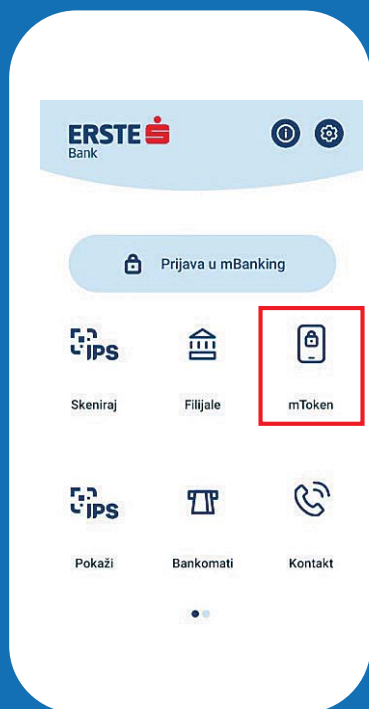 ERSTE
Bank
Prijava u mBanking
IPS
Skeniraj
Filijale
mToken
IPS
Pokaži
Bankomati
Kontakt